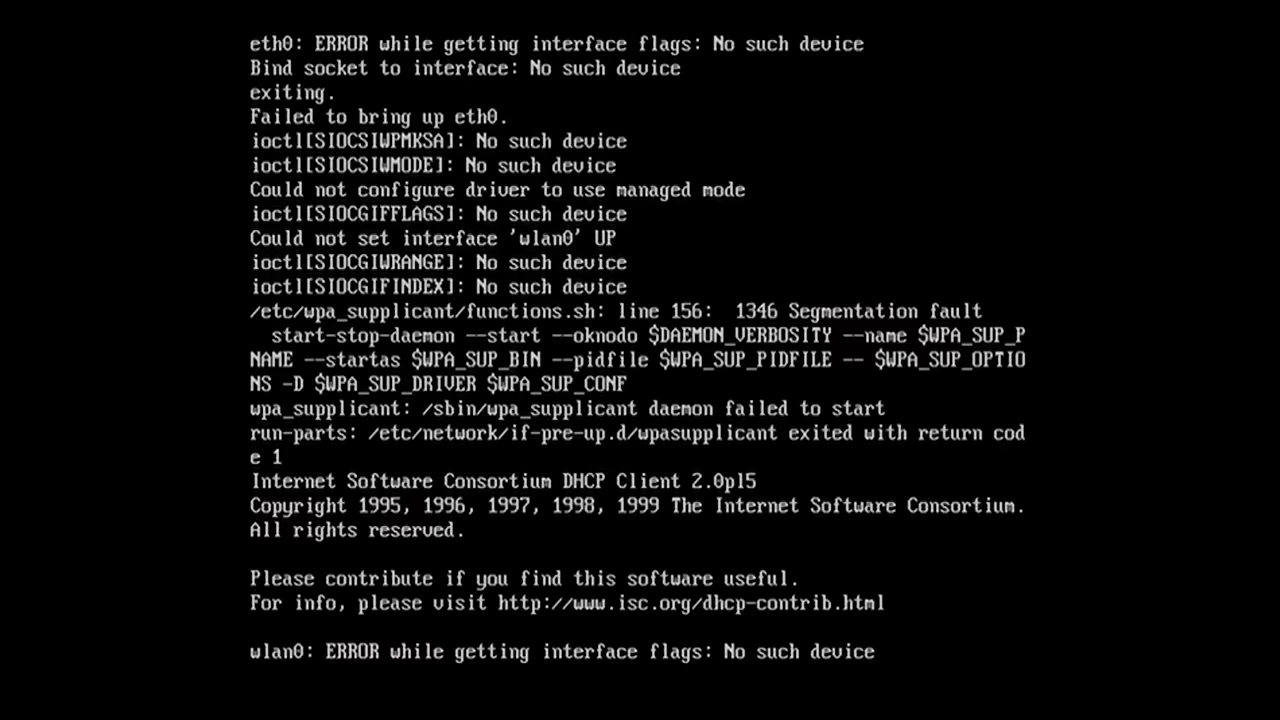 eth0: ERROR while getting interface flags: No such device
Bind socket to interface: No such device
exiting.
Failed to bring up eth0.
ioctl[SIOCSIWPMKSA]: No such device
ioctl[SIOCSIWMODE]: No such device
Could not configure driver to use managed mode
ioctl[SIOCGIFFLAGS]: No such device
Could not set interface 'wlan0' UP
ioctl[SIOCGIWRANGE]: No such device
ioctl[SIOCGIFINDEX]: No such device
/etc/wpa_supplicant/functions.sh: line 156:  1346 Segmentation fault
  start-stop-daemon --start --oknodo $DAEMON_VERBOSITY --name $WPA_SUP_P
NAME --startas $WPA_SUP_BIN --pidfile $WPA_SUP_PIDFILE -- $WPA_SUP_OPTIO
NS -D $WPA_SUP_DRIVER $WPA_SUP_CONF
wpa_supplicant: /sbin/wpa_supplicant daemon failed to start
run-parts: /etc/network/if-pre-up.d/wpasupplicant exited with return cod
e 1
Internet Software Consortium DHCP Client 2.0pl5
Copyright 1995, 1996, 1997, 1998, 1999 The Internet Software Consortium.
All rights reserved.
Please contribute if you find this software useful.
For info, please visit http://www.isc.org/dhcp-contrib.html
wlan0: ERROR while getting interface flags: No such device